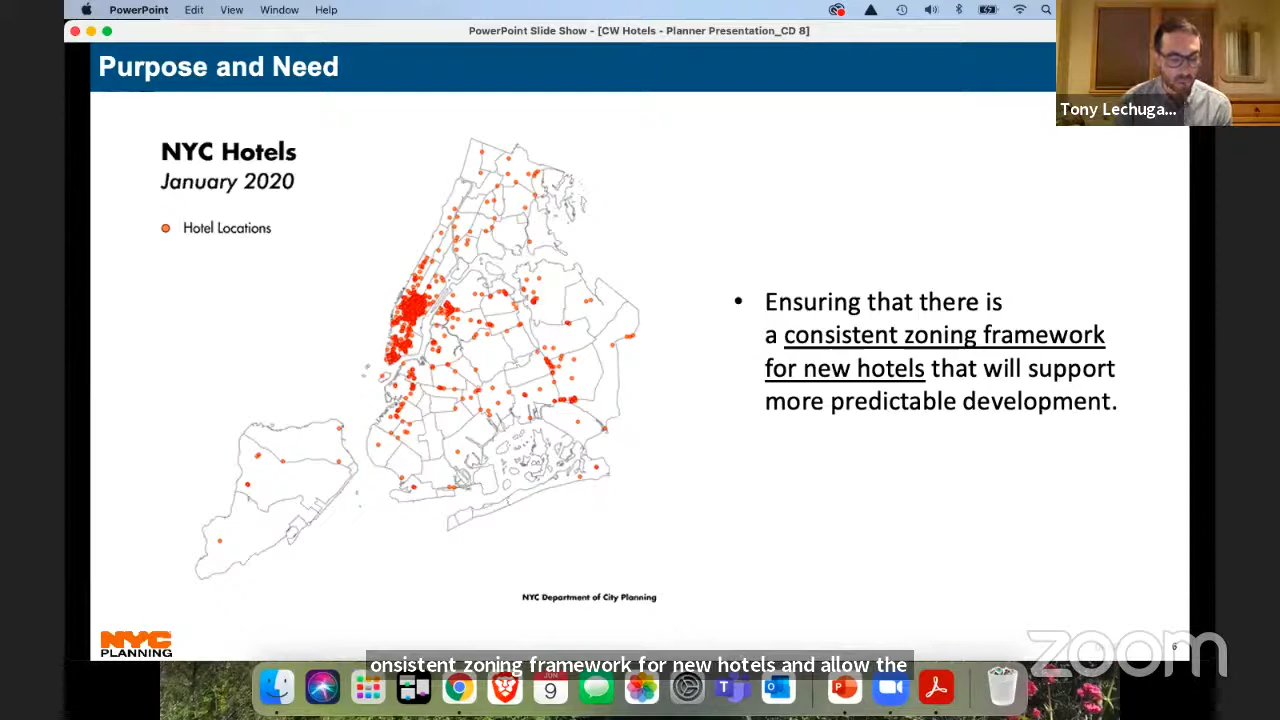 PowerPoint Edit View Window Help
PowerPoint Slide Show - [CW Hotels - Planner Presentation_CD 8]
Purpose and Need
Tony Lechuga...
NYC Hotels
January 2020
Hotel Locations
• Ensuring that there is
a consistent zoning framework
for new hotels that will support
more predictable development.
NYC Department of City Planning
NYC
PLANNING
6
zoom
onsistent zoning framework for new hotels and allow the
JUN
9